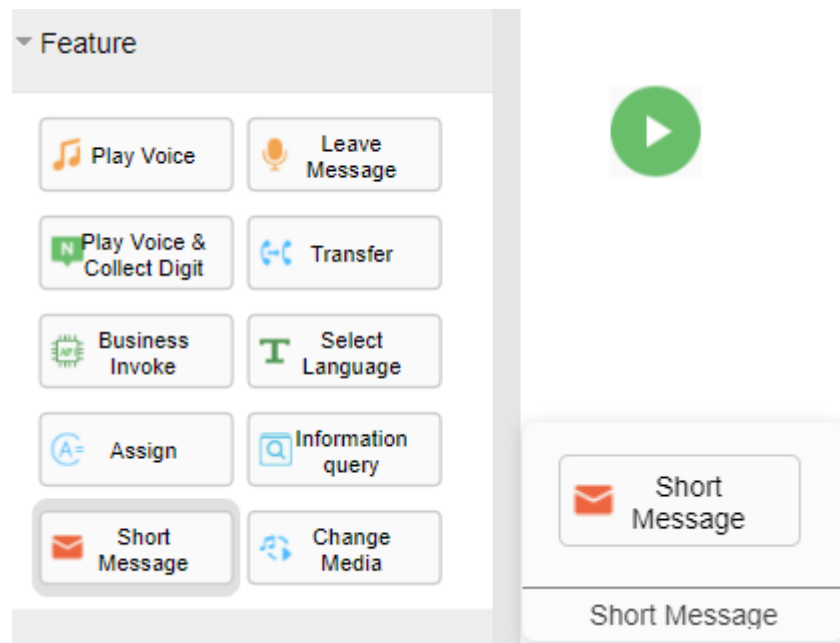 Feature
Play Voice
Leave
Message
N
Play Voice &
Collect Digit
Transfer
Business
Invoke
T
Select
Language
A=
Assign
Information
query
Short
Message
Change
Media
Short
Message
Short Message